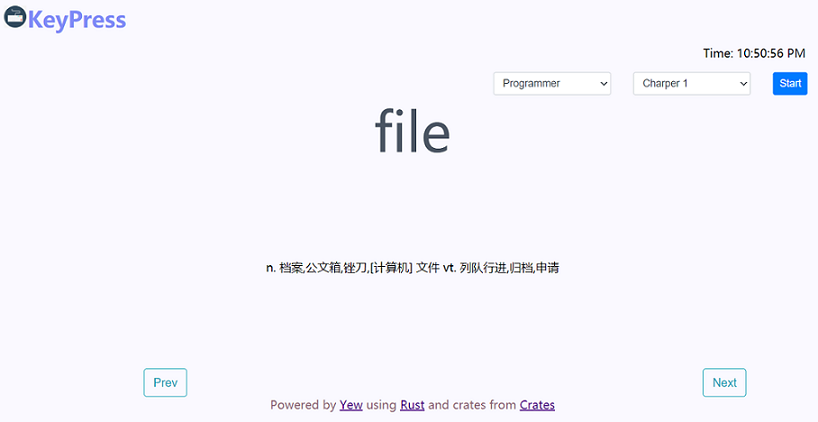 KeyPress
Time: 10:50:56 PM
Programmer Charper 1 Start
file
n. 档案,公文箱,锉刀,[计算机] 文件 vt. 列队行进,归档,申请
Prev Next
Powered by Yew using Rust and crates from Crates